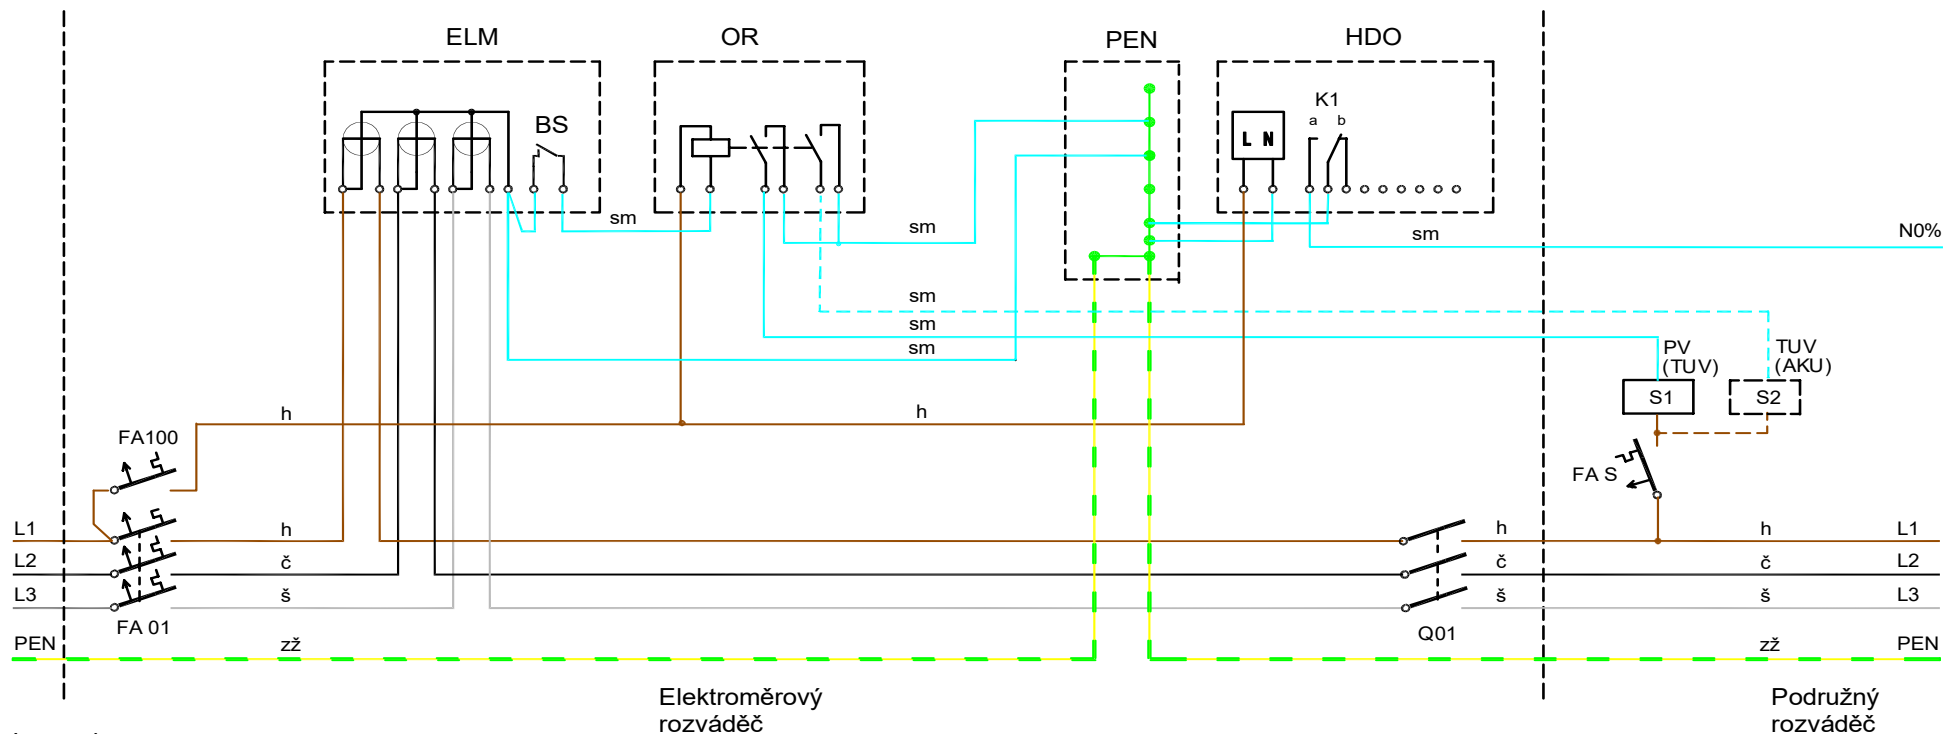 ELM
OR
PEN
HDO
BS
K1
a b
L N
sm
sm
sm
N0%
sm
sm
sm
PV
(TUV)
TUV
(AKU)
S1
S2
h
h
FA100
FA S
L1
h
h
h
L1
L2
č
č
č
L2
L3
š
š
š
L3
FA 01
Q01
PEN
zž
zž
PEN
Elektroměrový
rozváděč
Podružný
rozváděč